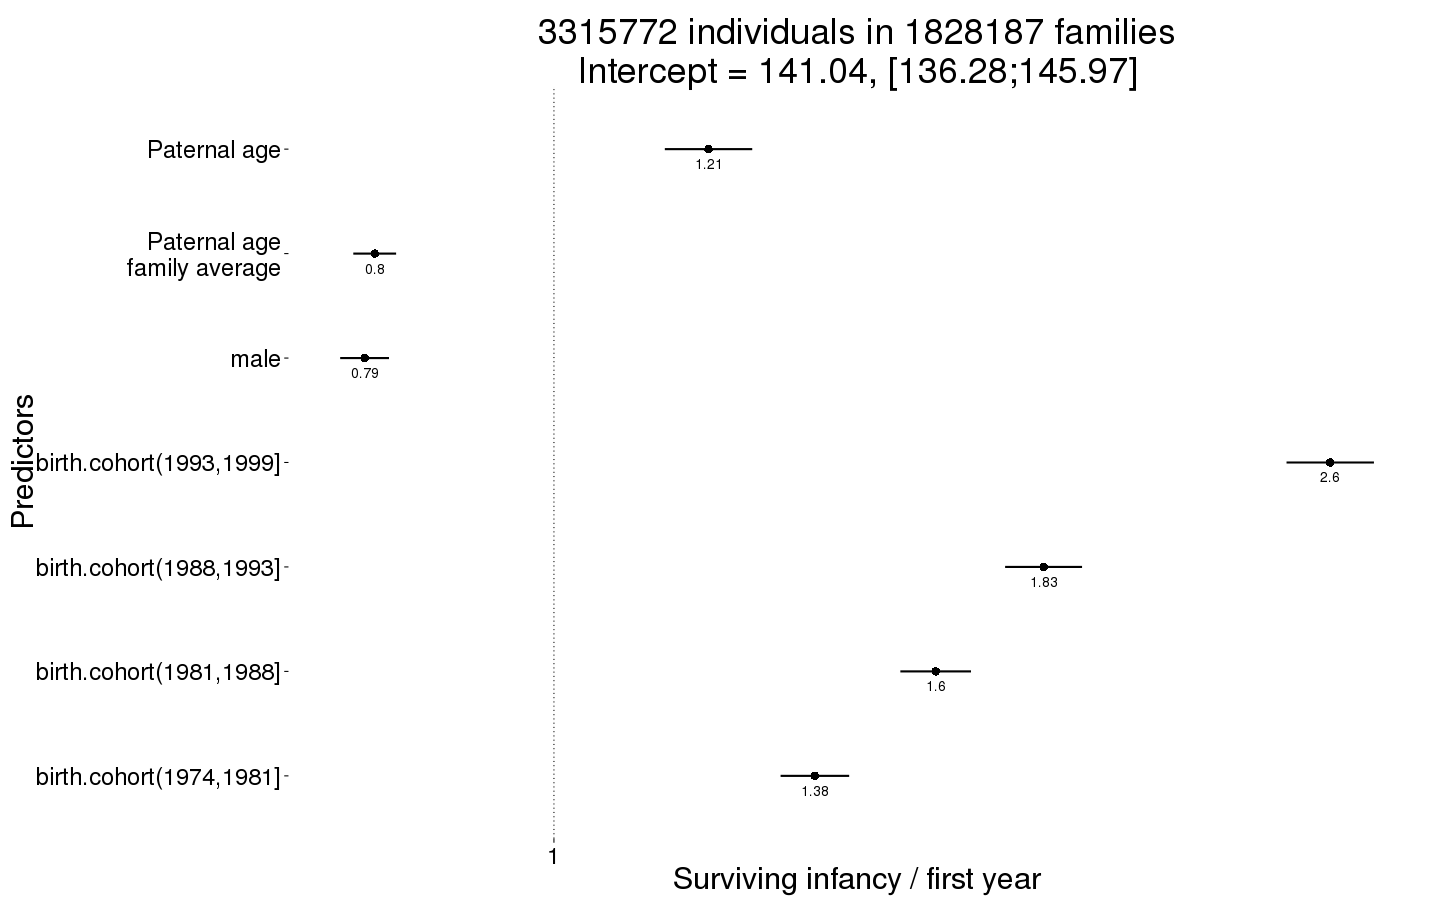 3315772 individuals in 1828187 families
Intercept = 141.04, [136.28;145.97]
Paternal age
1.21
Paternal age
family average
0.8
male
0.79
Predictors
birth.cohort(1993,1999]
2.6
birth.cohort(1988,1993]
1.83
birth.cohort(1981,1988]
1.6
birth.cohort(1974,1981]
1.38
1
Surviving infancy / first year